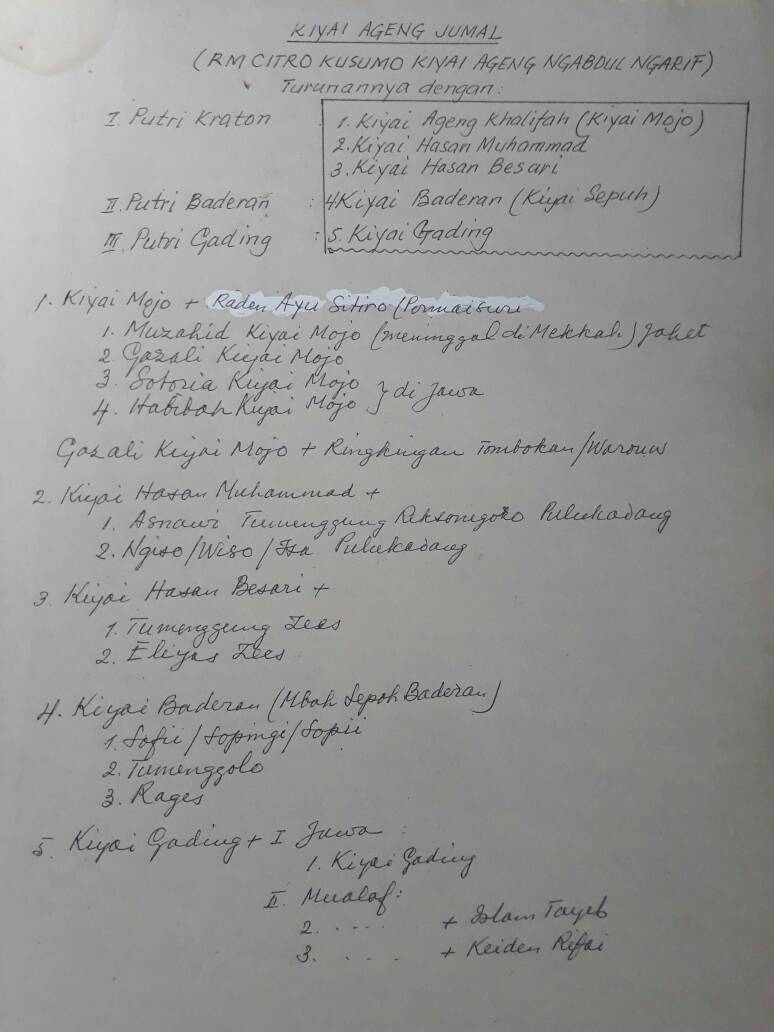 KIYAI AGENG JUMAL
(RM CITRO KUSUMO KIYAI AGENG NGABDUL NGARIF)
Turunannya dengan:
I. Putri Kraton : 1. Kiyai Ageng Khalifah (Kiyai Mojo)
2. Kiyai Hasan Muhammad
3. Kiyai Hasan Besari
II. Putri Baderan : 4 Kiyai Baderan (Kiyai Sepuh)
III. Putri Gading : 5. Kiyai Gading
1. Kiyai Mojo + Raden Ayu Sitiro (Permaisuri
1. Muzahid Kiyai Mojo (meninggal di Mekkah)
2. Gazali Kiyai Mojo
3. Sotoria Kiyai Mojo } di Jawa
4. Habibah Kiyai Mojo
Gazali Kiyai Mojo + Ringkingan Tombokan/Warouw
2. Kiyai Hasan Muhammad +
1. Asnawi Tumenggung Reksonegoro Pulukadang
2. Ngiso/Wiso/Isa Pulukadang
3. Kiyai Hasan Besari +
1. Tumenggung Zees
2. Eliyas Zees
4. Kiyai Baderan (Mbah Sepoh Baderan)
1. Safii/Sopingi/Sopii
2. Tumenggolo
3. Rages
5. Kiyai Gading + I Jawa :
1. Kiyai Gading
II. Mualaf:
2. ..... + Islam Tayeb
3. ..... + Keiden Rifai